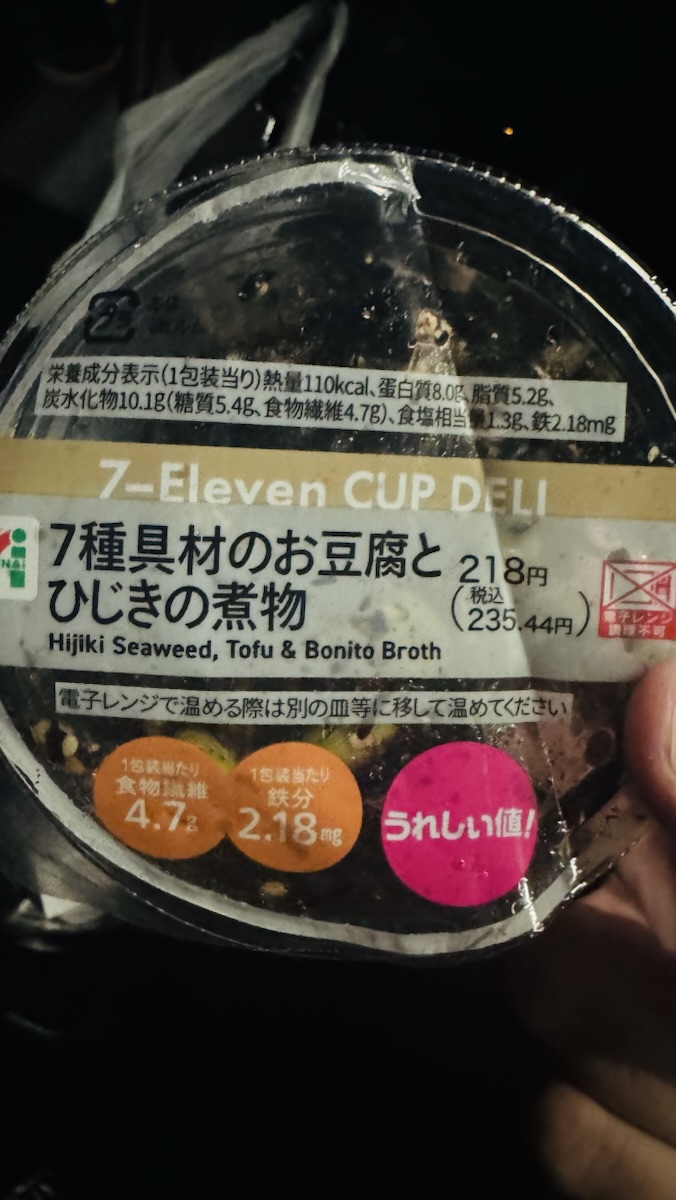 栄養成分表示(1包装当り)熱量110kcal、蛋白質8.0g、脂質5.2g、
炭水化物10.1g(糖質5.4g、食物繊維4.7g)、食塩相当量1.3g、鉄2.18mg
7-Eleven CUP DELI
7種具材のお豆腐と
ひじきの煮物
Hijiki Seaweed, Tofu & Bonito Broth
218円
(税込
235.44円)
電子レンジ
調理不可
電子レンジで温める際は別の皿等に移して温めてください
1包装当たり
食物繊維
4.7g
1包装当たり
鉄分
2.18mg
うれしい値!